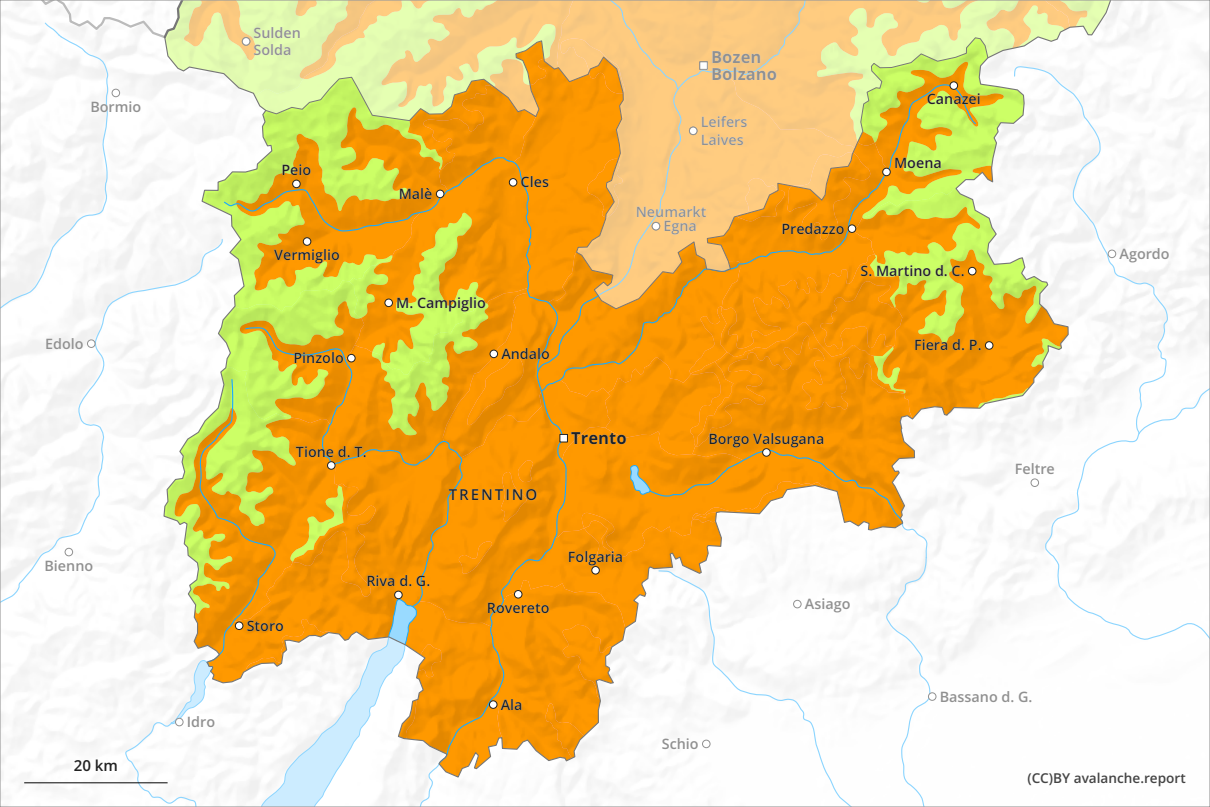 Sulden
Solda
Bozen
Bolzano
Bormio
Canazei
Leifers
Laives
Moena
Peio
Malè
Cles
Neumarkt
Egna
Predazzo
Vermiglio
Agordo
S. Martino d. C.
M. Campiglio
Edolo
Pinzolo
Andalo
Fiera d. P.
Trento
Borgo Valsugana
Tione d. T.
Feltre
TRENTINO
Bienno
Folgaria
Riva d. G.
Rovereto
Asiago
Storo
Bassano d. G.
Ala
Idro
Schio
20 km
(CC)BY avalanche.report